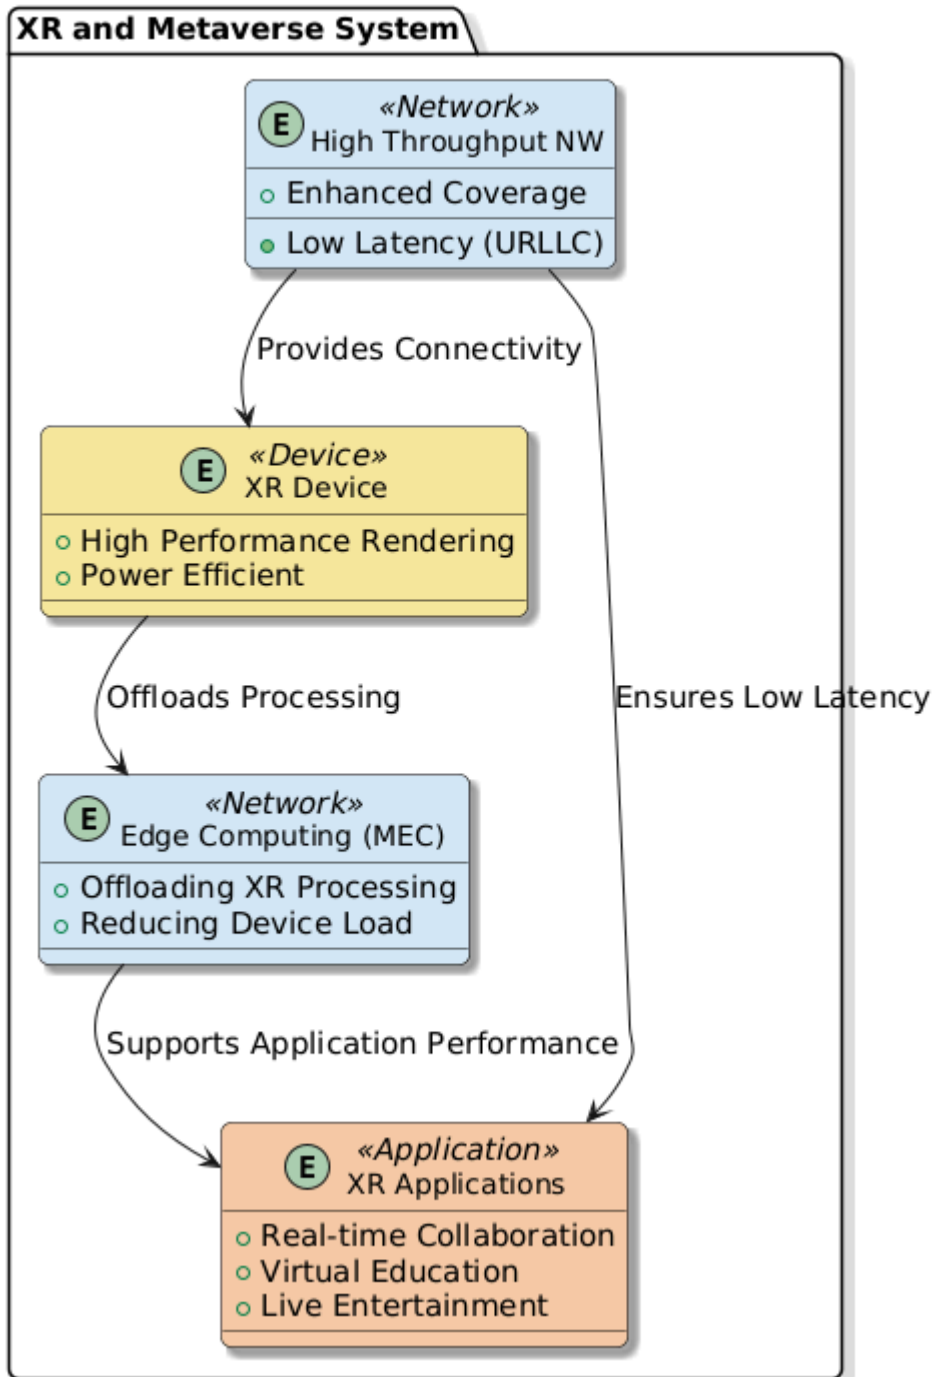 XR and Metaverse System
E
«Network»
High Throughput NW
Enhanced Coverage
Low Latency (URLLC)
Provides Connectivity
E
«Device»
XR Device
High Performance Rendering
Power Efficient
Offloads Processing
Ensures Low Latency
E
«Network»
Edge Computing (MEC)
Offloading XR Processing
Reducing Device Load
Supports Application Performance
E
«Application»
XR Applications
Real-time Collaboration
Virtual Education
Live Entertainment